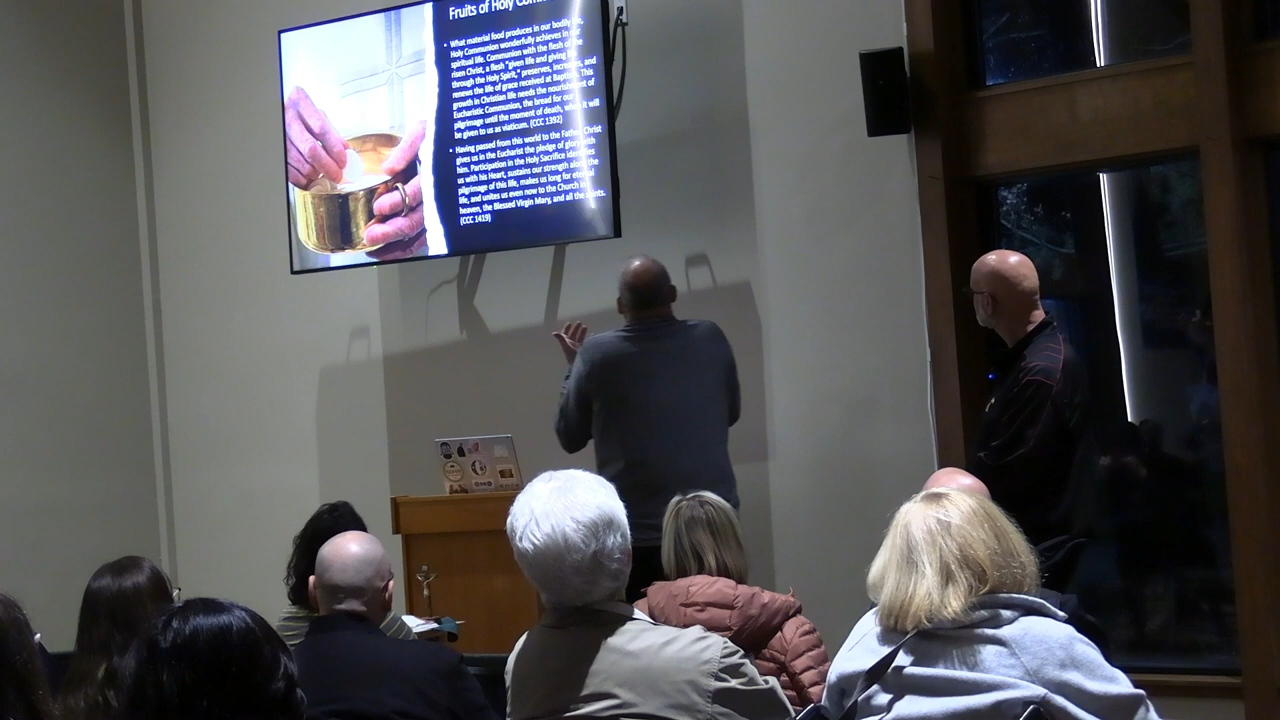 Fruits of Holy
• What material food produces in our bodily life,
Holy Communion wonderfully achieves in our
spiritual life. Communion with the flesh of the
risen Christ, a flesh "given life and giving life
through the Holy Spirit," preserves, increases, and
renews the life of grace received at Baptism. This
growth in Christian life needs the nourishment of
Eucharistic Communion, the bread for our
pilgrimage until the moment of death, when it will
be given to us as viaticum. (CCC 1392)
• Having passed from this world to the Father, Christ
gives us in the Eucharist the pledge of glory with
him. Participation in the Holy Sacrifice identifies
us with his Heart, sustains our strength along the
pilgrimage of this life, makes us long for eternal
life, and unites us even now to the Church in
heaven, the Blessed Virgin Mary, and all the saints.
(CCC 1419)